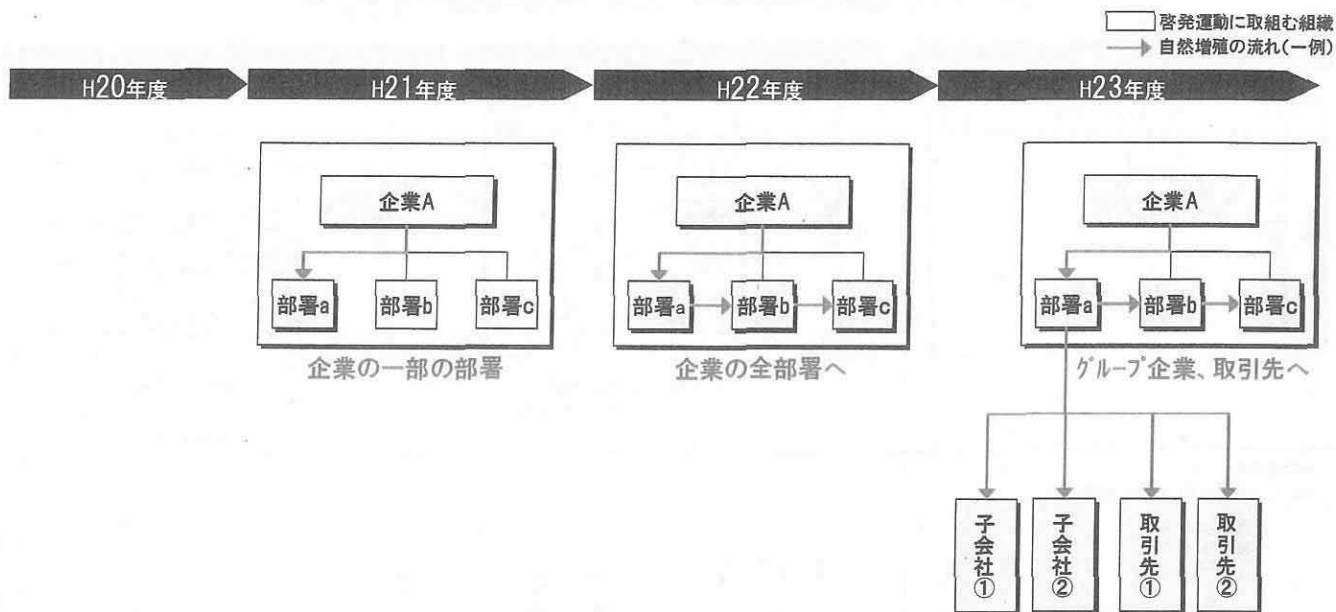 啓発運動に取組む組織
自然増殖の流れ(一例)
H20年度
H21年度
H22年度
H23年度
企業A
部署a
部署b
部署c
企業の一部の部署
企業A
部署a
部署b
部署c
企業の全部署へ
企業A
部署a
部署b
部署c
グループ企業、取引先へ
子会社①
子会社②
取引先①
取引先②